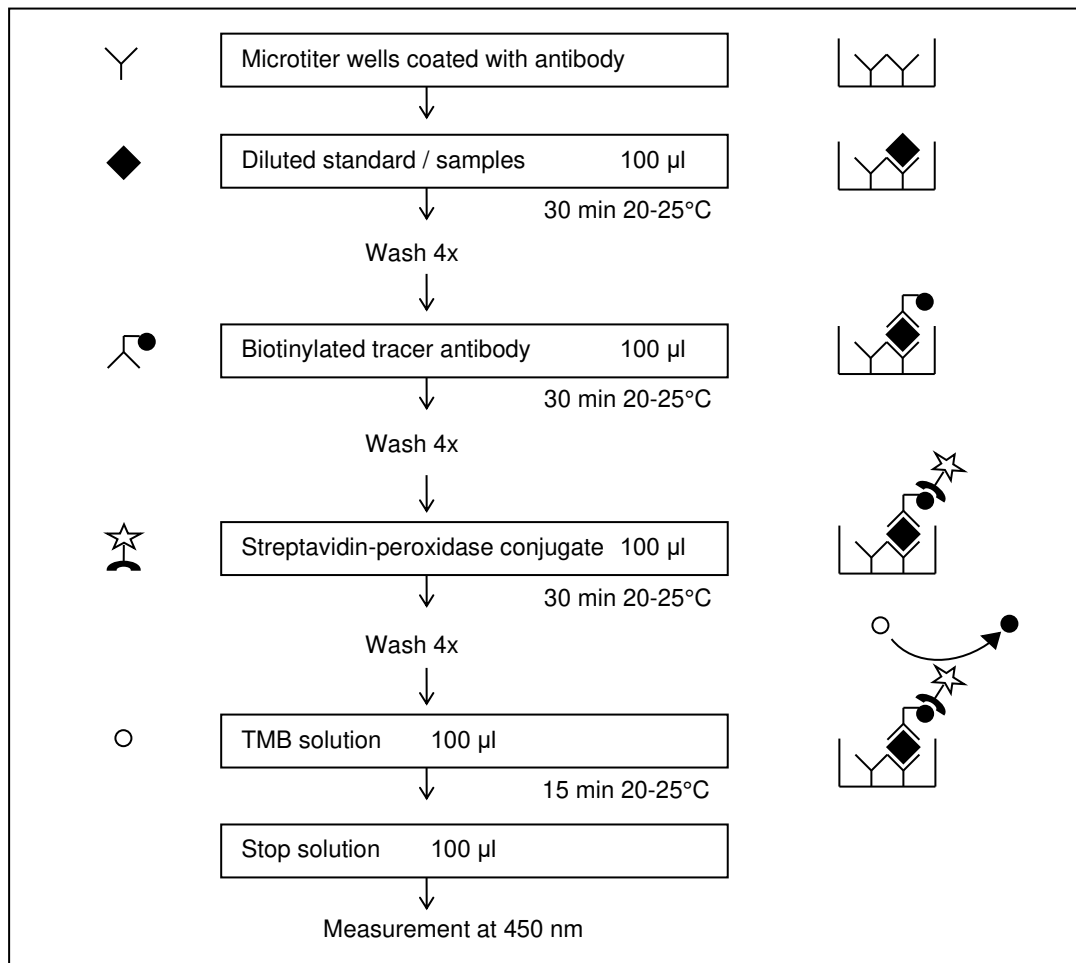 Microtiter wells coated with antibody
Diluted standard / samples 100 µl
30 min 20-25°C
Wash 4x
Biotinylated tracer antibody 100 µl
30 min 20-25°C
Wash 4x
Streptavidin-peroxidase conjugate 100 µl
30 min 20-25°C
Wash 4x
TMB solution 100 µl
15 min 20-25°C
Stop solution 100 µl
Measurement at 450 nm